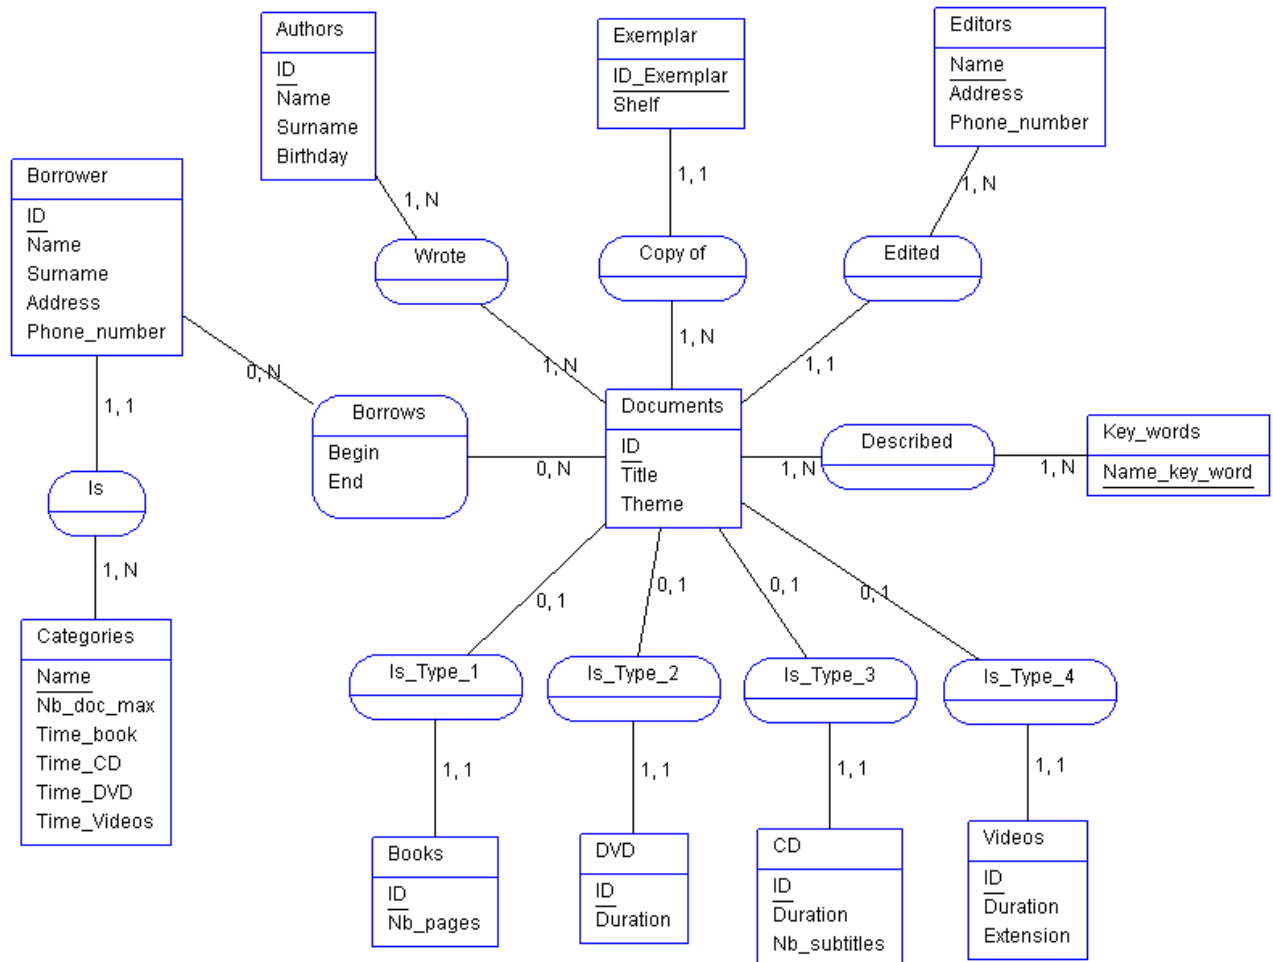 Authors
ID
Name
Surname
Birthday
Exemplar
ID_Exemplar
Shelf
Editors
Name
Address
Phone_number
Borrower
ID
Name
Surname
Address
Phone_number
1, N
1, 1
1, N
Wrote
Copy of
Edited
0, N
1, N
1, N
1, 1
1, 1
Borrows
Begin
End
0, N
Documents
ID
Title
Theme
1, N
Described
1, N
Key_words
Name_key_word
Is
1, N
0, 1
0, 1
0, 1
0, 1
Categories
Name
Nb_doc_max
Time_book
Time_CD
Time_DVD
Time_Videos
Is_Type_1
Is_Type_2
Is_Type_3
Is_Type_4
1, 1
1, 1
1, 1
1, 1
Books
ID
Nb_pages
DVD
ID
Duration
CD
ID
Duration
Nb_subtitles
Videos
ID
Duration
Extension